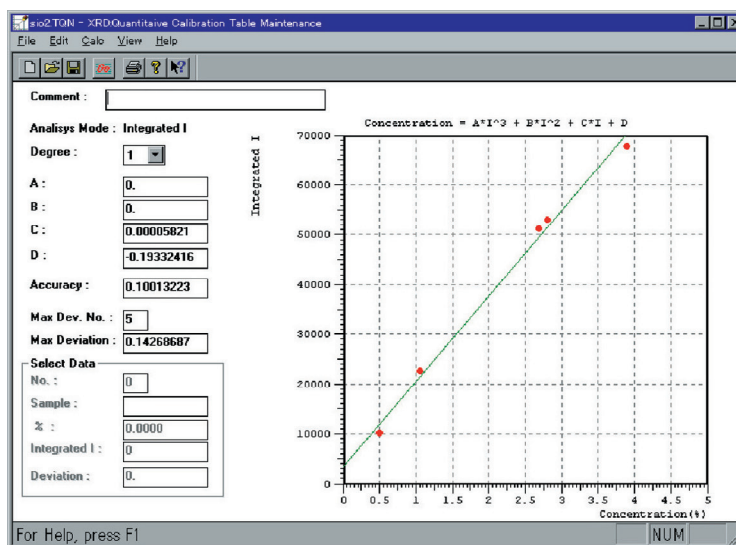 sio2.TQN - XRDQuantitaive Calibration Table Maintenance
File Edit Calo View Help
Comment :
Analisys Mode : Integrated I
Degree : 1
A : 0.
B : 0.
C : 0.00005821
D : -0.19332416
Accuracy : 0.10013223
Max Dev. No. : 5
Max Deviation : 0.14268687
Select Data
No. : 0
Sample :
% : 0.0000
Integrated I : 0
Deviation : 0.
Concentration = A*I^3 + B*I^2 + C*I + D
Integrated I
70000
60000
50000
40000
30000
20000
10000
0
0 0.5 1 1.5 2 2.5 3 3.5 4 4.5 5
Concentration(%)
For Help, press F1
NUM